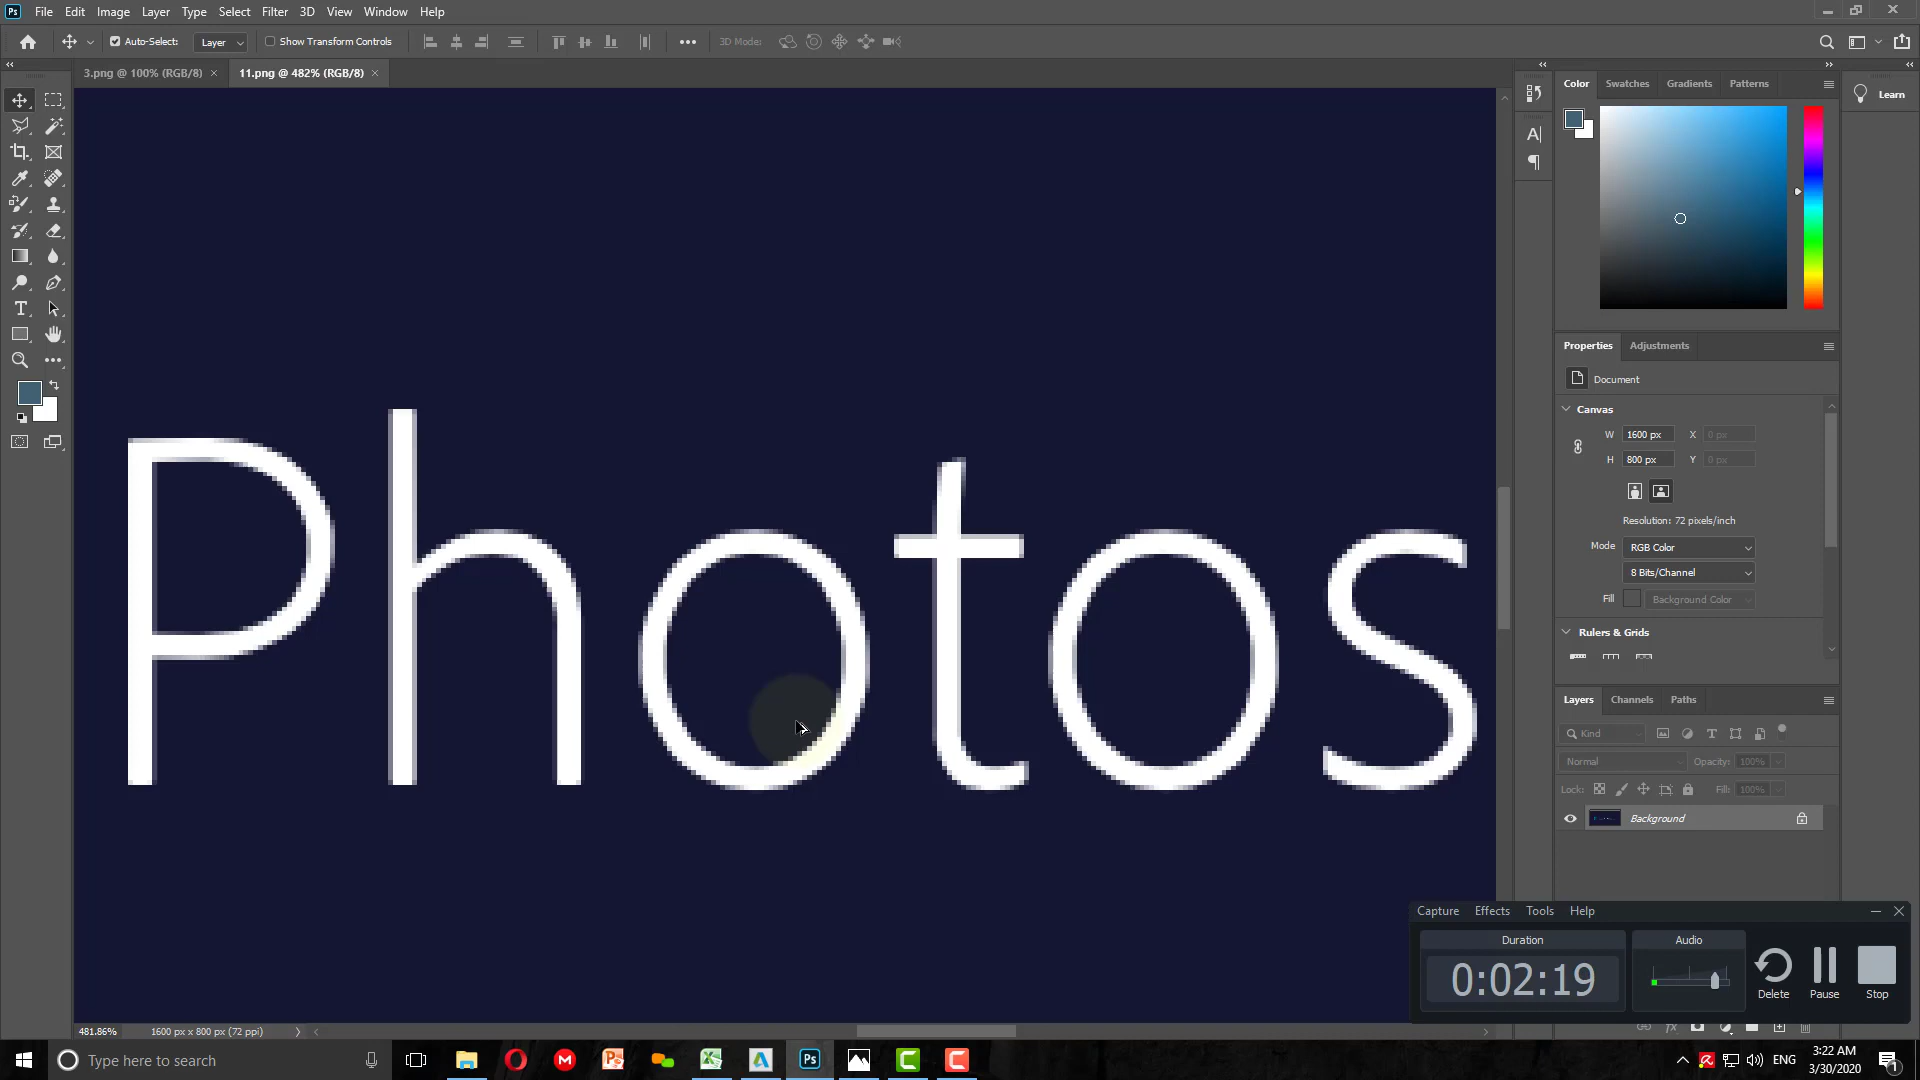 Ps File Edit Image Layer Type Select Filter 3D View Window Help
Auto-Select: Layer Show Transform Controls 3D Mode:
3.png @ 100% (RGB/8) × 11.png @ 482% (RGB/8) ×
Color Swatches Gradients Patterns
Learn
Photos
Properties Adjustments
Document
Canvas
W 1600 px X 0 px
H 800 px Y 0 px
Resolution: 72 pixels/inch
Mode RGB Color
8 Bits/Channel
Fill Background Color
Rulers & Grids
Layers Channels Paths
Kind
Normal Opacity: 100%
Lock: Fill: 100%
Background
Capture Effects Tools Help
Duration Audio
0:02:19
Delete Pause Stop
481.86% 1600 px x 800 px (72 ppi)
Type here to search
Ps
ENG
3:22 AM
3/30/2020
1